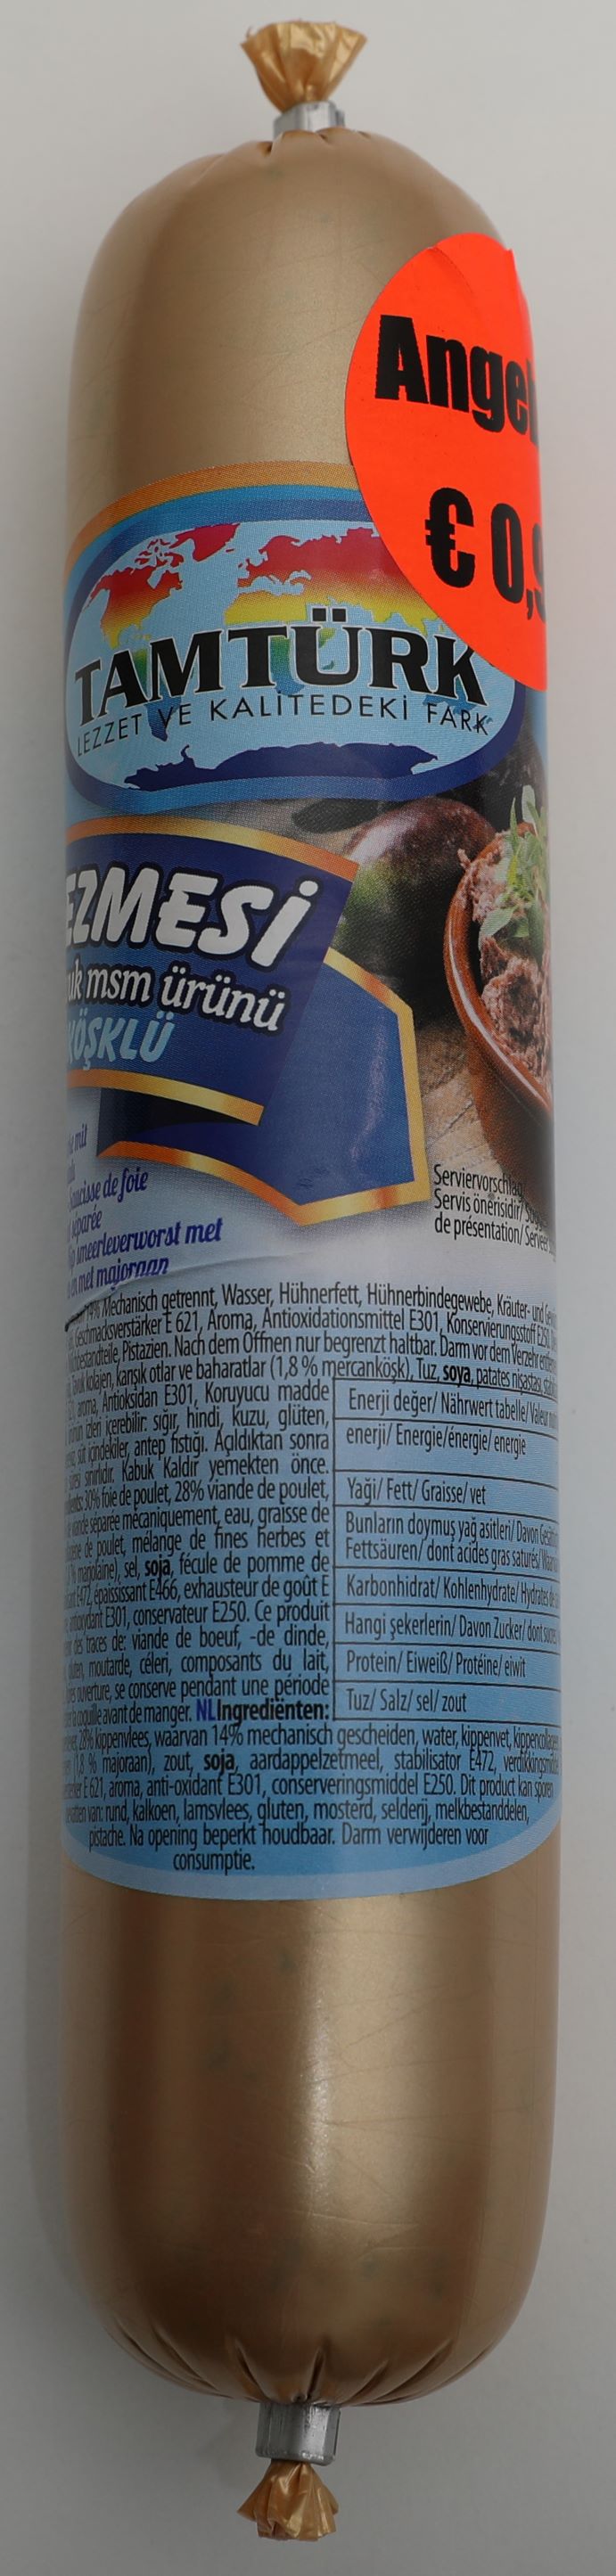 € 0,
TAMTÜRK
LEZZET VE KALİTEDEKİ FARK
EZMESİ
msm ürünü
mit
Saucisse de foie
séparée
smeerleverworst met
en met majoraan
Serviervorschlag
Servis önerisidir/
de présentation/
14% Mechanisch getrennt, Wasser, Hühnerfett, Hühnerbindegewebe, Kräuter- und
Geschmacksverstärker E 621, Aroma, Antioxidationsmittel E301, Konservierungsstoff E250,
Pistazien. Nach dem Öffnen nur begrenzt haltbar. Darm vor dem Verzehr
kolajen, karışık otlar ve baharatlar (1,8 % mercanköşk), Tuz, soya, patates nişastası,
aroma, Antioksidan E301, Koruyucu madde
izleri içerebilir: sığır, hindi, kuzu, glüten,
süt içindekiler, antep fıstığı. Açıldıktan sonra
sınırlıdır. Kabuk Kaldır yemekten önce.
30% foie de poulet, 28% viande de poulet,
viande séparée mécaniquement, eau, graisse de
de poulet, mélange de fines herbes et
sel, soja, fécule de pomme de
E472, épaississant E466, exhausteur de goût E
antioxydant E301, conservateur E250. Ce produit
des traces de: viande de boeuf, -de dinde,
gluten, moutarde, céleri, composants du lait,
ouverture, se conserve pendant une période
la coquille avant de manger. NL Ingrediënten:
Enerji değer/ Nährwert tabelle/ Valeur
enerji/ Energie/énergie/ energie
Yaği/ Fett/ Graisse/ vet
Bunların doymuş yağ asitleri/ Davon
Fettsäuren/ dont acides gras saturés/
Karbonhidrat/ Kohlenhydrate/ Hydrates de
Hangi şekerlerin/ Davon Zucker/ dont sucres
Protein/ Eiweiß/ Protéine/ eiwit
Tuz/ Salz/ sel/ zout
28% kippenvlees, waarvan 14% mechanisch gescheiden, water, kippenvet,
(1,8 % majoraan), zout, soja, aardappelzetmeel, stabilisator E472,
E 621, aroma, anti-oxidant E301, conserveringsmiddel E250. Dit product kan sporen
van: rund, kalkoen, lamsvlees, gluten, mosterd, selderij, melkbestanddelen,
pistache. Na opening beperkt houdbaar. Darm verwijderen voor
consumptie.